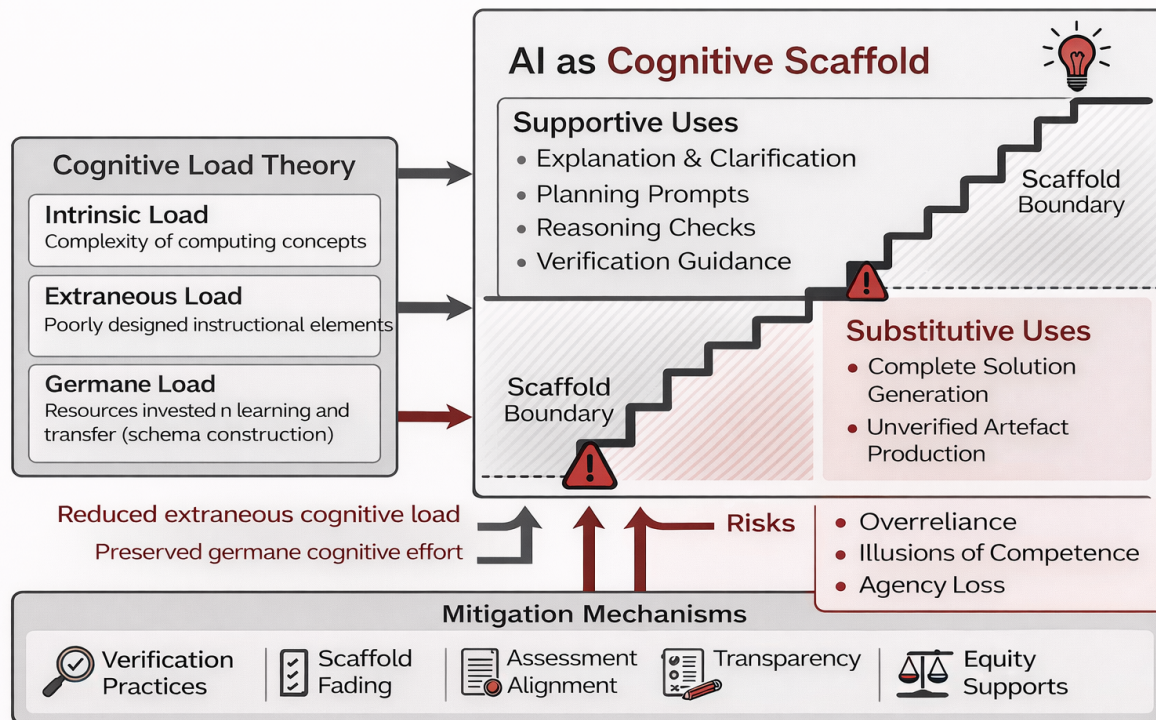 AI as Cognitive Scaffold
Cognitive Load Theory
Intrinsic Load
Complexity of computing concepts
Extraneous Load
Poorly designed instructional elements
Germane Load
Resources invested n learning and
transfer (schema construction)
Supportive Uses
• Explanation & Clarification
• Planning Prompts
• Reasoning Checks
• Verification Guidance
Scaffold
Boundary
Scaffold
Boundary
Substitutive Uses
• Complete Solution
Generation
• Unverified Artefact
Production
Reduced extraneous cognitive load
Preserved germane cognitive effort
Risks
• Overreliance
• Illusions of Competence
• Agency Loss
Mitigation Mechanisms
Verification
Practices
Scaffold
Fading
Assessment
Alignment
Transparency
Equity
Supports